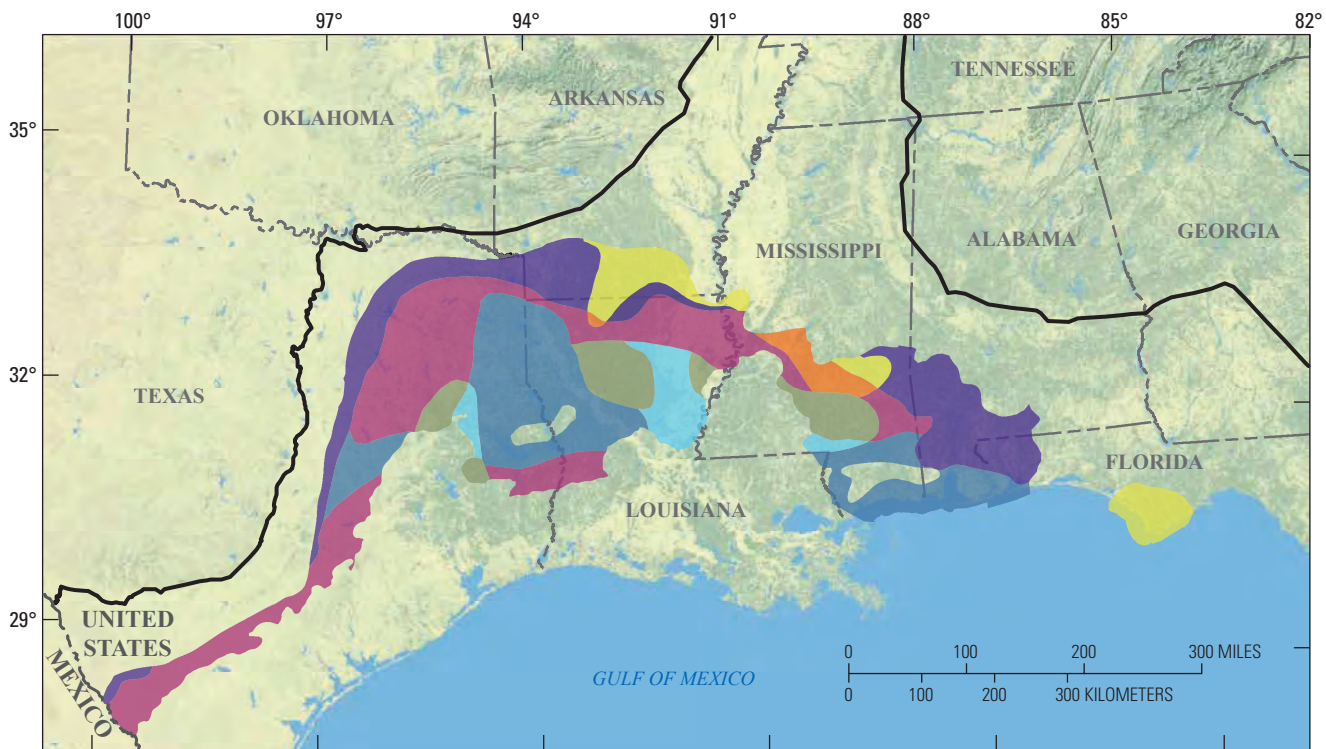 100° 97° 94° 91° 88° 85° 82°
TENNESSEE
ARKANSAS
OKLAHOMA
35°
GEORGIA
ALABAMA
MISSISSIPPI
32°
TEXAS
FLORIDA
LOUISIANA
29°
UNITED
STATES
MEXICO
GULF OF MEXICO
0 100 200 300 MILES
0 100 200 300 KILOMETERS